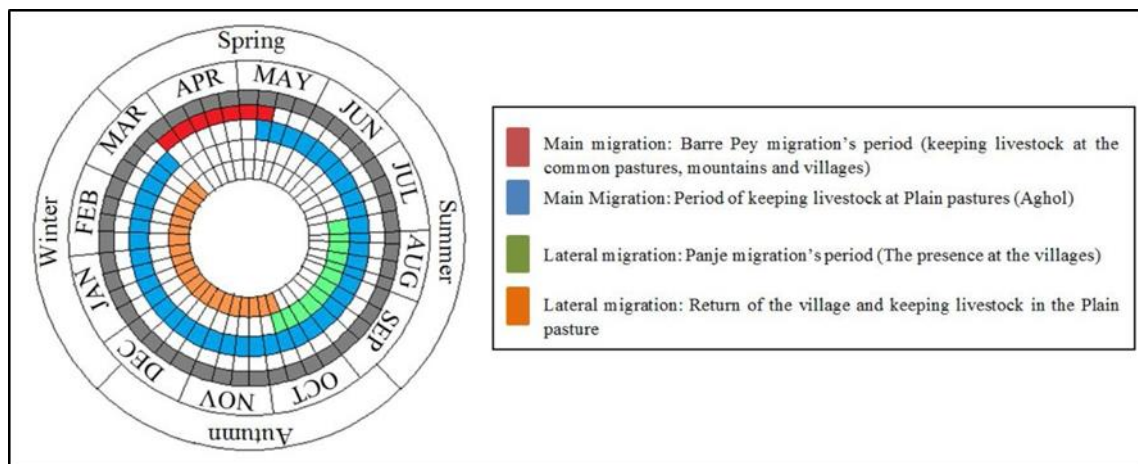 Spring
APR
MAY
MAR
JUN
FEB
JUL
Winter
Summer
JAN
AUG
DEC
SEP
NOV
OCT
Autumn
Main migration: Barre Pey migration's period (keeping livestock at the
common pastures, mountains and villages)
Main Migration: Period of keeping livestock at Plain pastures (Aghol)
Lateral migration: Panje migration's period (The presence at the villages)
Lateral migration: Return of the village and keeping livestock in the Plain
pasture